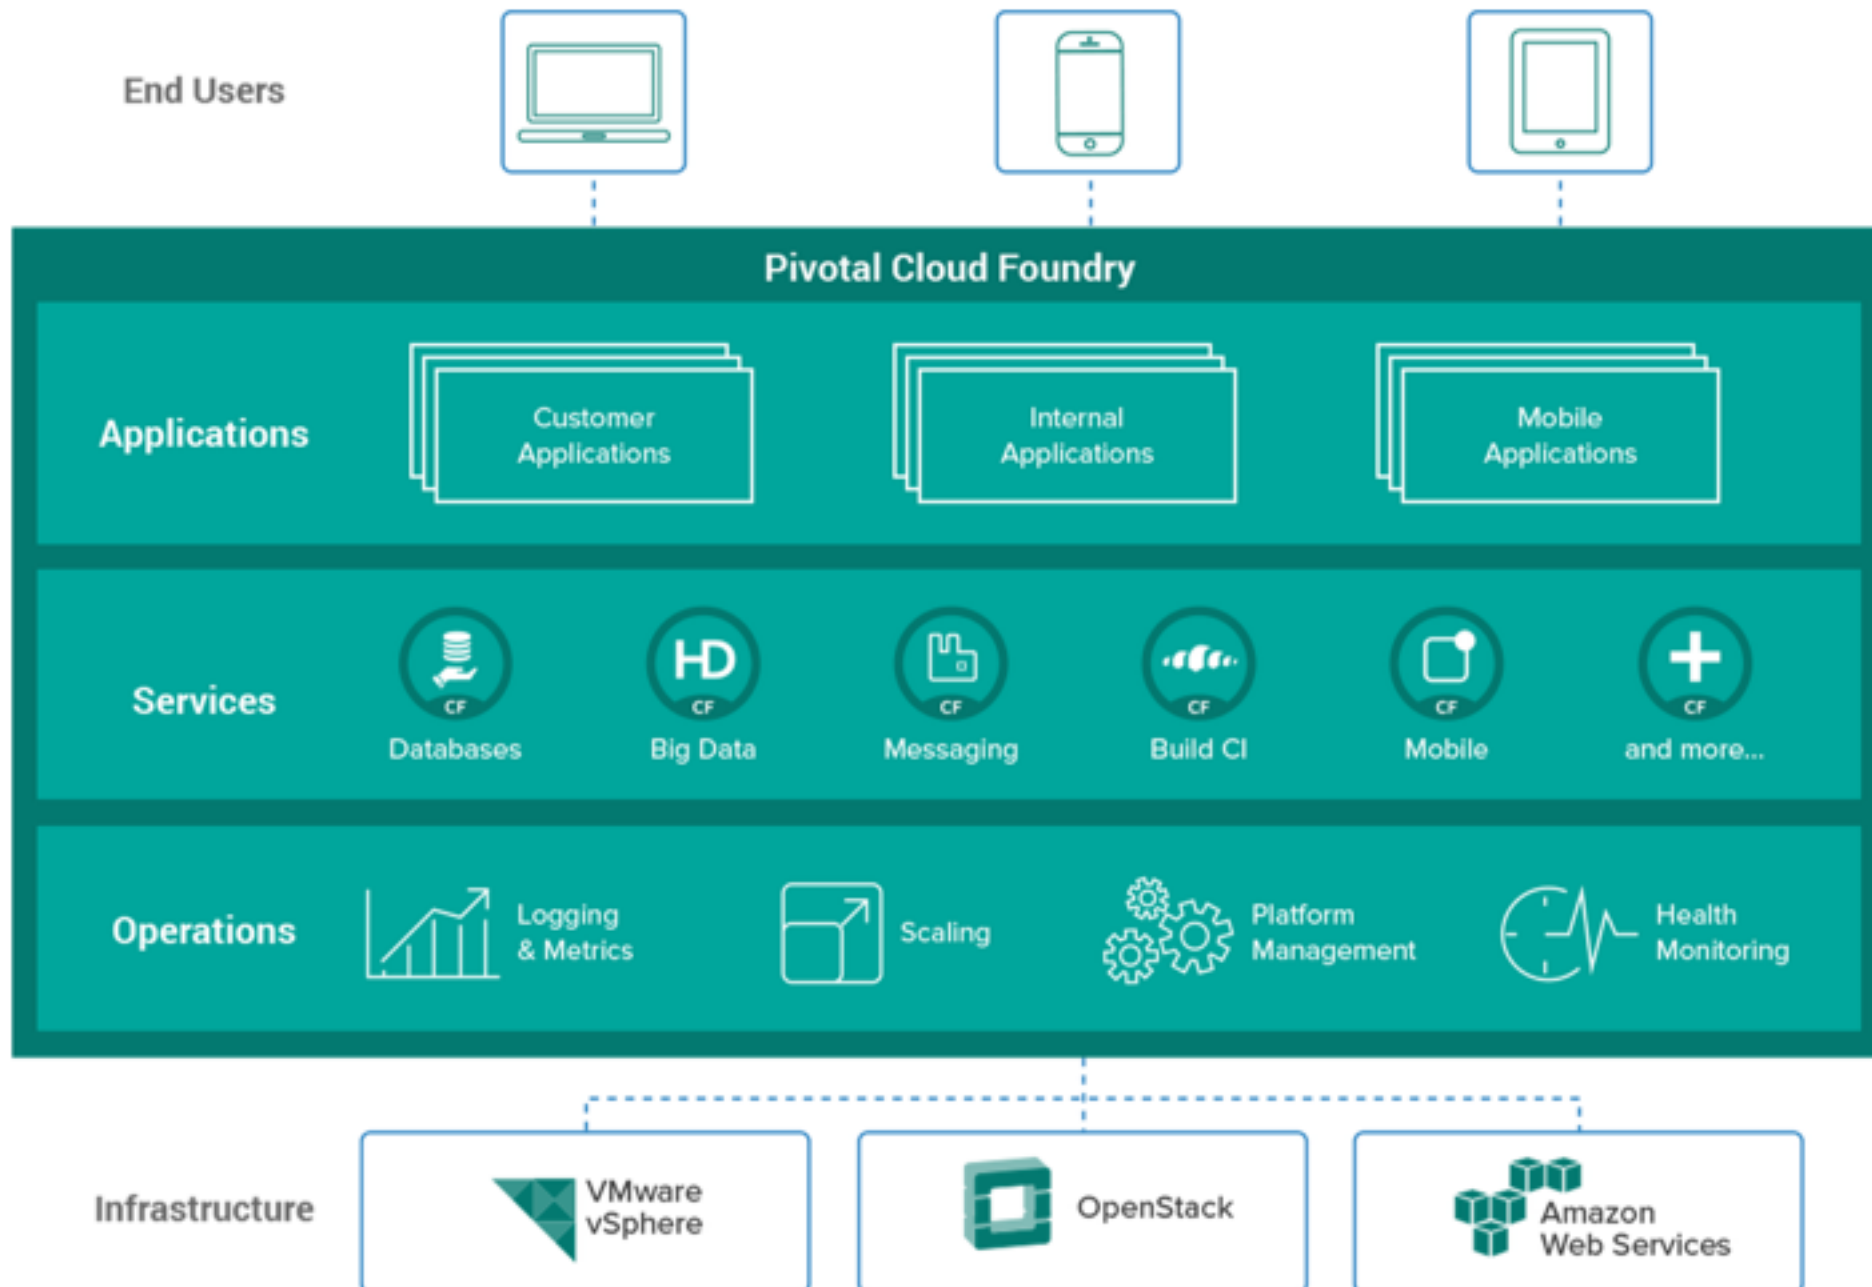 End Users
Pivotal Cloud Foundry
Applications
Customer
Applications
Internal
Applications
Mobile
Applications
Services
HD
CF
CF
CF
CF
CF
CF
Databases
Big Data
Messaging
Build CI
Mobile
and more...
Operations
Logging
& Metrics
Scaling
Platform
Management
Health
Monitoring
Infrastructure
VMware
vSphere
OpenStack
Amazon
Web Services